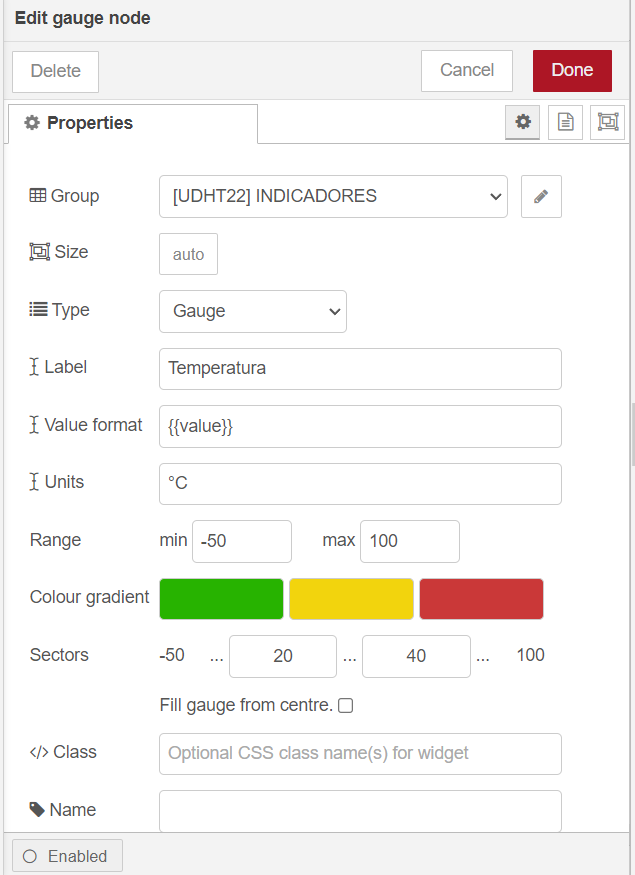 Edit gauge node
Delete Cancel Done
Properties
Group [UDHT22] INDICADORES
Size auto
Type Gauge
Label Temperatura
Value format {{value}}
Units °C
Range min -50 max 100
Colour gradient
Sectors -50 ... 20 ... 40 ... 100
Fill gauge from centre.
</> Class Optional CSS class name(s) for widget
Name
Enabled